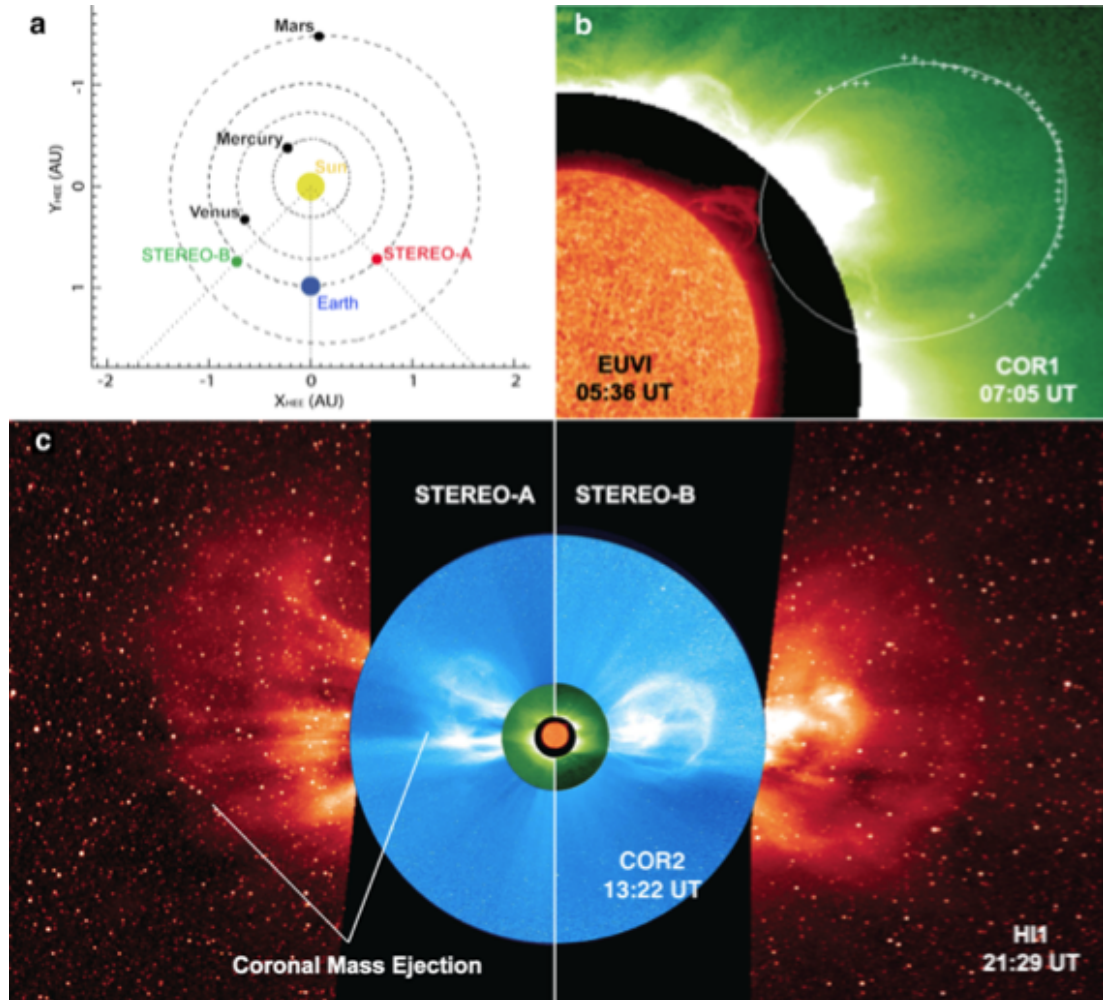 a
Mars
Mercury
Sun
Venus
STEREO-B
STEREO-A
Earth
-1
0
1
Y HEE (AU)
-2
-1
0
1
2
X HEE (AU)
b
EUVI
05:36 UT
COR1
07:05 UT
c
STEREO-A
STEREO-B
COR2
13:22 UT
Coronal Mass Ejection
HI1
21:29 UT